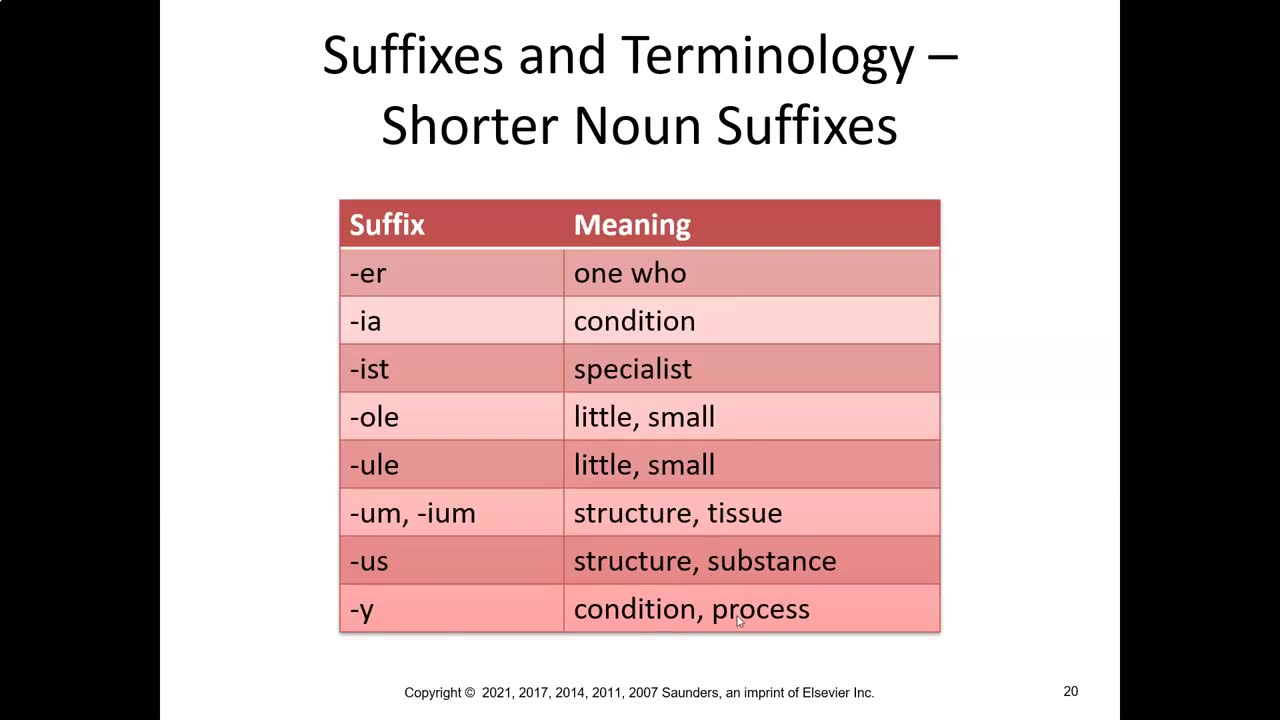 Suffixes and Terminology –
Shorter Noun Suffixes
Suffix Meaning
-er one who
-ia condition
-ist specialist
-ole little, small
-ule little, small
-um, -ium structure, tissue
-us structure, substance
-y condition, process
Copyright © 2021, 2017, 2014, 2011, 2007 Saunders, an imprint of Elsevier Inc. 20